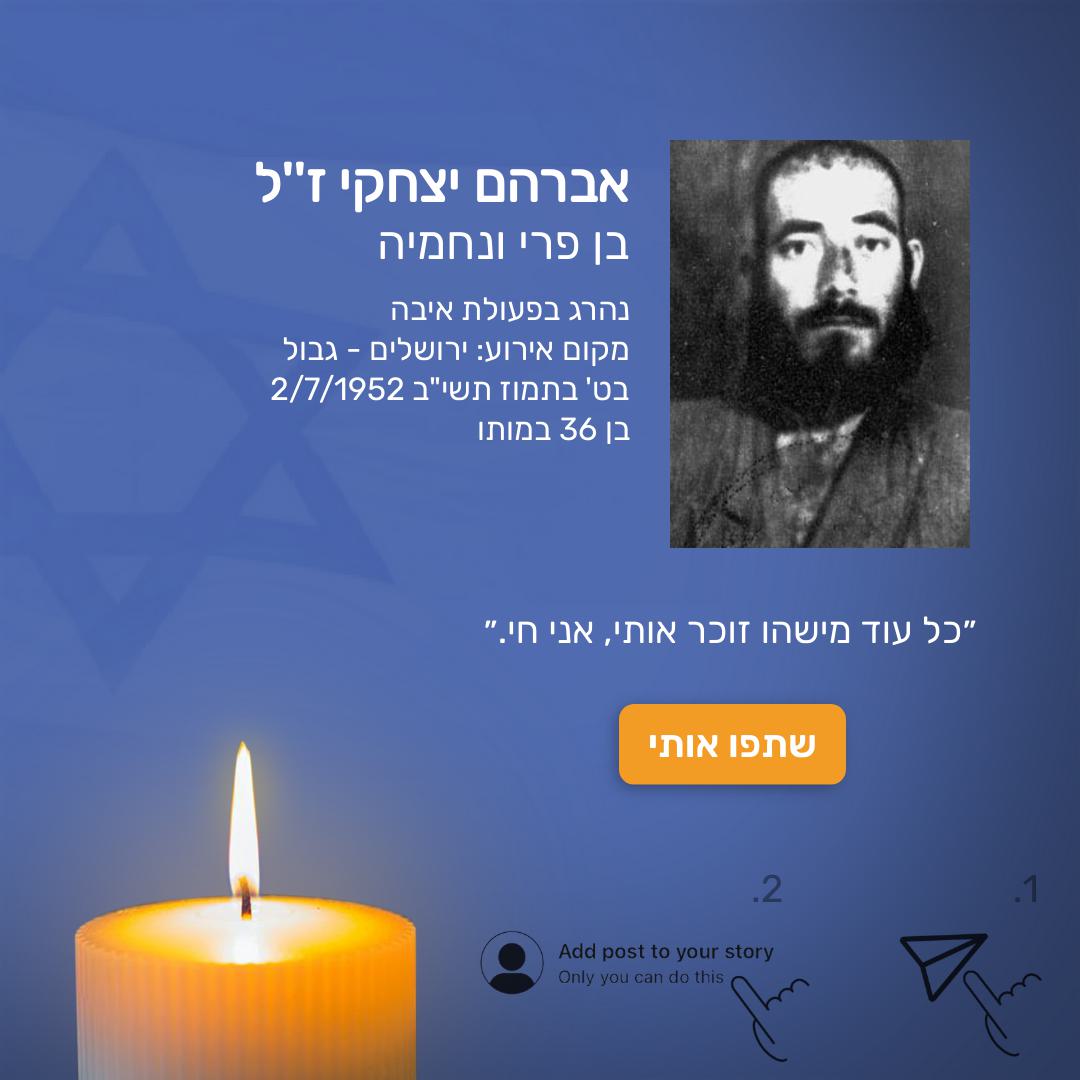 אברהם יצחקי ז"ל
בן פרי ונחמיה
נהרג בפעולת איבה
מקום אירוע: ירושלים - גבול
בט' בתמוז תשי"ב 2/7/1952
בן 36 במותו
״כל עוד מישהו זוכר אותי, אני חי.״
שתפו אותי
.1
.2
Add post to your story
Only you can do this